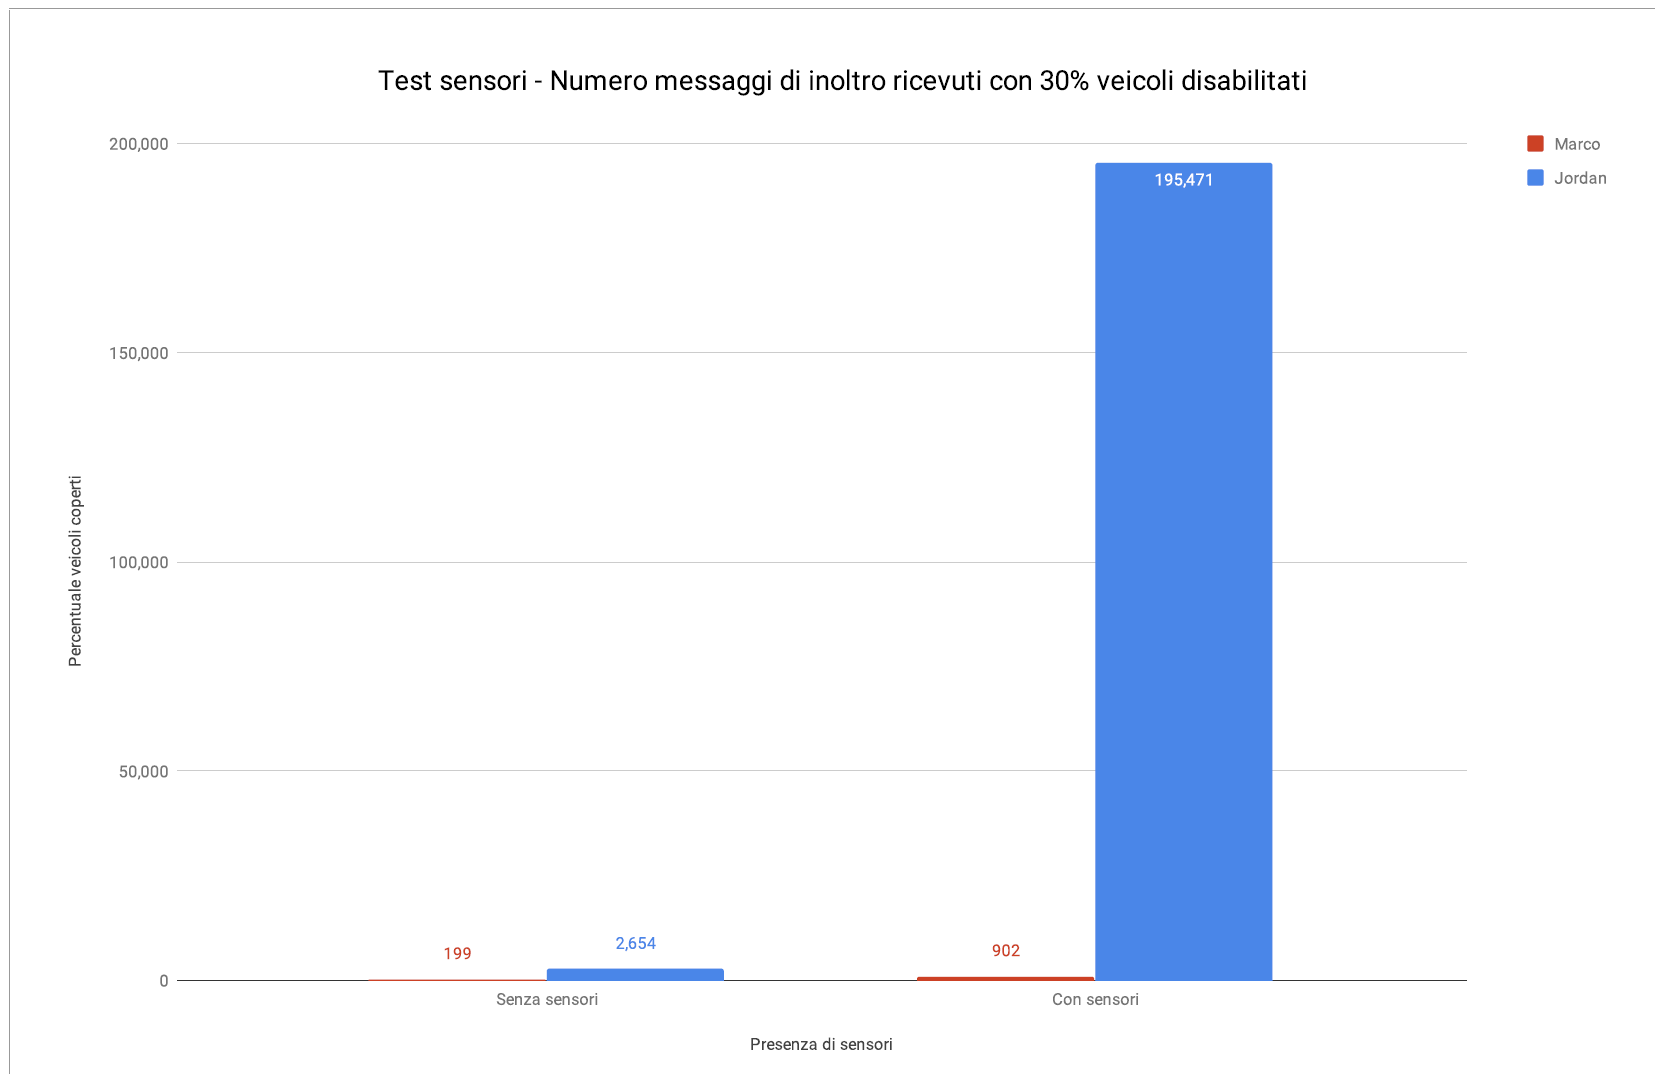 Test sensori - Numero messaggi di inoltro ricevuti con 30% veicoli disabilitati
200,000
150,000
100,000
50,000
0
Percentuale veicoli coperti
Marco
Jordan
199
2,654
902
195,471
Senza sensori
Con sensori
Presenza di sensori